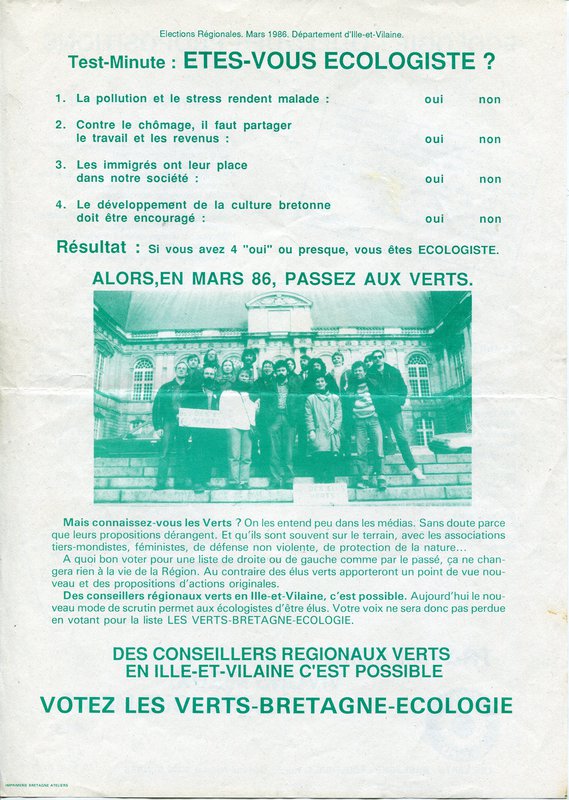 Elections Régionales. Mars 1986. Département d'Ille-et-Vilaine.
Test-Minute : ETES-VOUS ECOLOGISTE ?
1. La pollution et le stress rendent malade : oui non
2. Contre le chômage, il faut partager
le travail et les revenus : oui non
3. Les immigrés ont leur place
dans notre société : oui non
4. Le développement de la culture bretonne
doit être encouragé : oui non
Résultat : Si vous avez 4 "oui" ou presque, vous êtes ECOLOGISTE.
ALORS,EN MARS 86, PASSEZ AUX VERTS.
Mais connaissez-vous les Verts ? On les entend peu dans les médias. Sans doute parce
que leurs propositions dérangent. Et qu'ils sont souvent sur le terrain, avec les associations
tiers-mondistes, féministes, de défense non violente, de protection de la nature...
A quoi bon voter pour une liste de droite ou de gauche comme par le passé, ça ne chan-
gera rien à la vie de la Région. Au contraire des élus verts apporteront un point de vue nou-
veau et des propositions d'actions originales.
Des conseillers régionaux verts en Ille-et-Vilaine, c'est possible. Aujourd'hui le nou-
veau mode de scrutin permet aux écologistes d'être élus. Votre voix ne sera donc pas perdue
en votant pour la liste LES VERTS-BRETAGNE-ECOLOGIE.
DES CONSEILLERS REGIONAUX VERTS
EN ILLE-ET-VILAINE C'EST POSSIBLE
VOTEZ LES VERTS-BRETAGNE-ECOLOGIE
IMPRIMERIE BRETAGNE ATELIERS